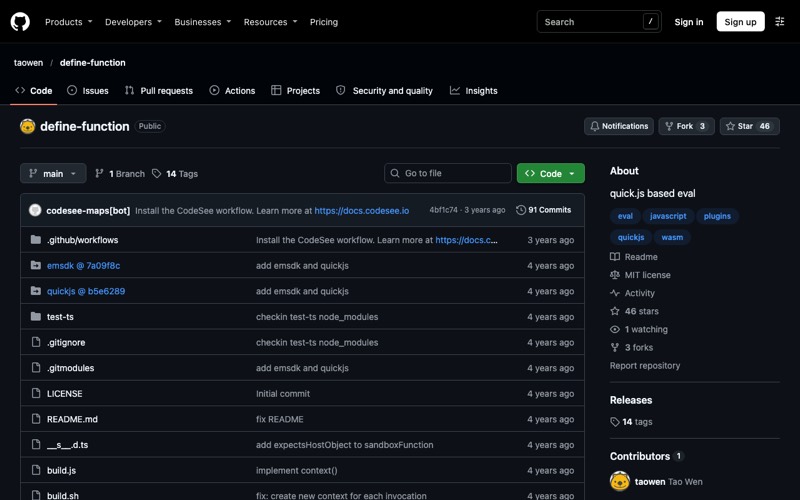 Products Developers Businesses Resources Pricing Search / Sign in Sign up
taowen / define-function
Code Issues Pull requests Actions Projects Security and quality Insights
define-function Public Notifications Fork 3 Star 46
main 1 Branch 14 Tags Go to file Code
codesee-maps[bot] Install the CodeSee workflow. Learn more at https://docs.codesee.io 4bf1c74 · 3 years ago 91 Commits
.github/workflows Install the CodeSee workflow. Learn more at https://docs.c... 3 years ago
emsdk @ 7a09f8c add emsdk and quickjs 4 years ago
quickjs @ b5e6289 add emsdk and quickjs 4 years ago
test-ts checkin test-ts node_modules 4 years ago
.gitignore checkin test-ts node_modules 4 years ago
.gitmodules add emsdk and quickjs 4 years ago
LICENSE Initial commit 4 years ago
README.md fix README 4 years ago
__s__.d.ts add expectsHostObject to sandboxFunction 4 years ago
build.js implement context() 4 years ago
build.sh fix: create new context for each invocation 4 years ago
About
quick.js based eval
eval javascript plugins
quickjs wasm
Readme
MIT license
Activity
46 stars
1 watching
3 forks
Report repository
Releases
14 tags
Contributors 1
taowen Tao Wen